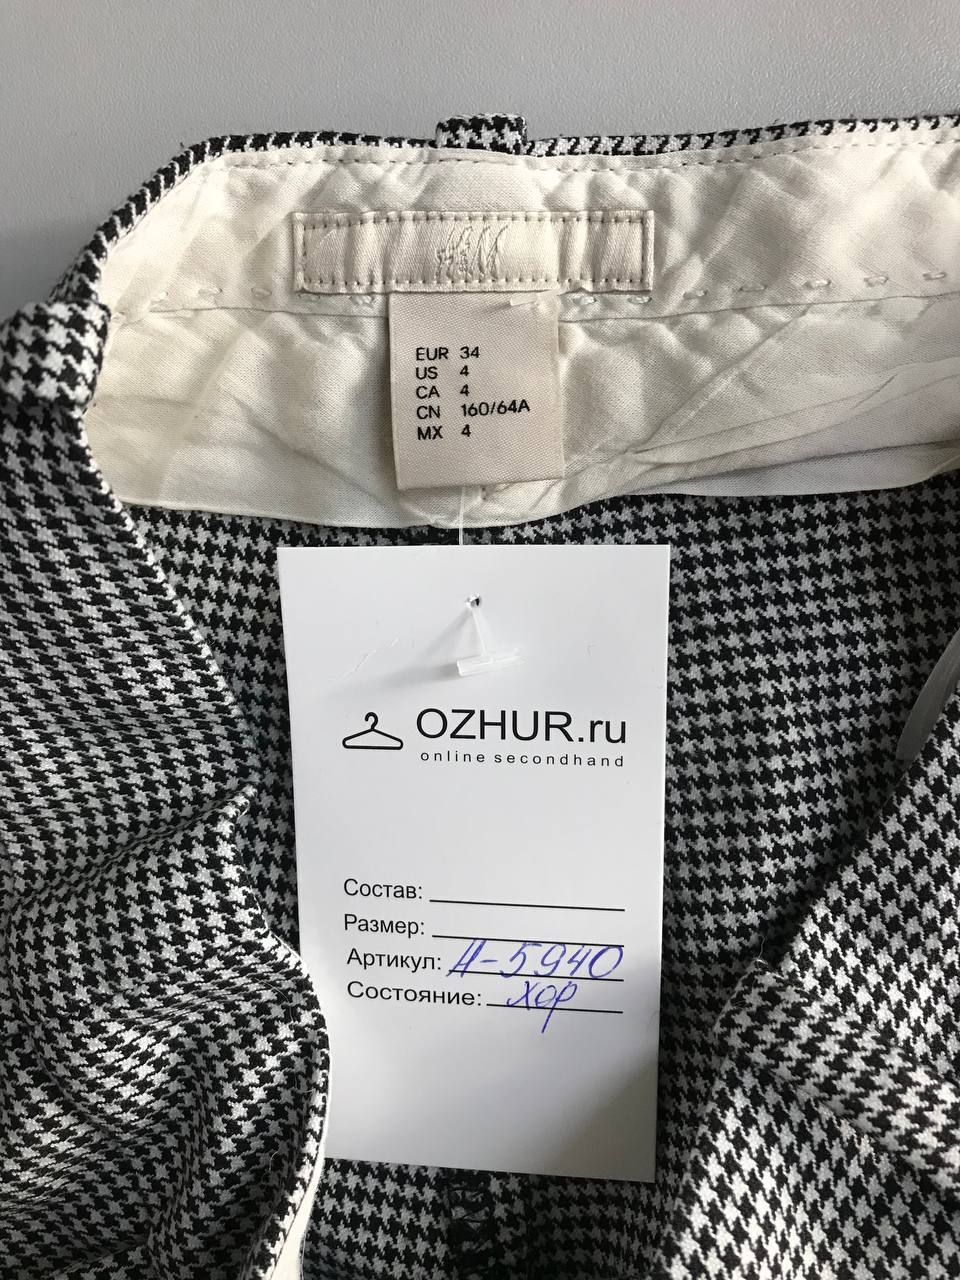 H&M
EUR 34
US 4
CA 4
CN 160/64A
MX 4
OZHUR.ru
online secondhand
Состав:
Размер:
Артикул: А-5940
Состояние: хор